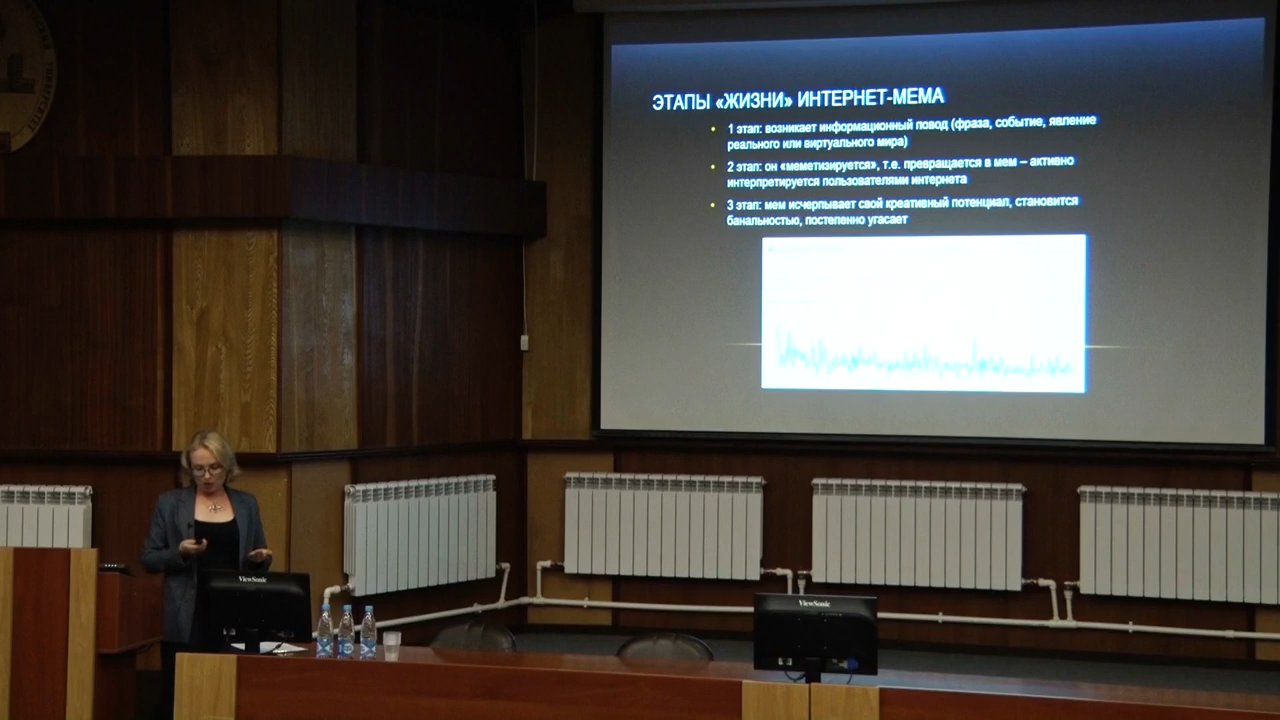 ЭТАПЫ «ЖИЗНИ» ИНТЕРНЕТ-МЕМА
• 1 этап: возникает информационный повод (фраза, событие, явление
реального или виртуального мира)
• 2 этап: он «меметизируется», т.е. превращается в мем – активно
интерпретируется пользователями интернета
• 3 этап: мем исчерпывает свой креативный потенциал, становится
банальностью, постепенно угасает
ViewSonic
ViewSonic